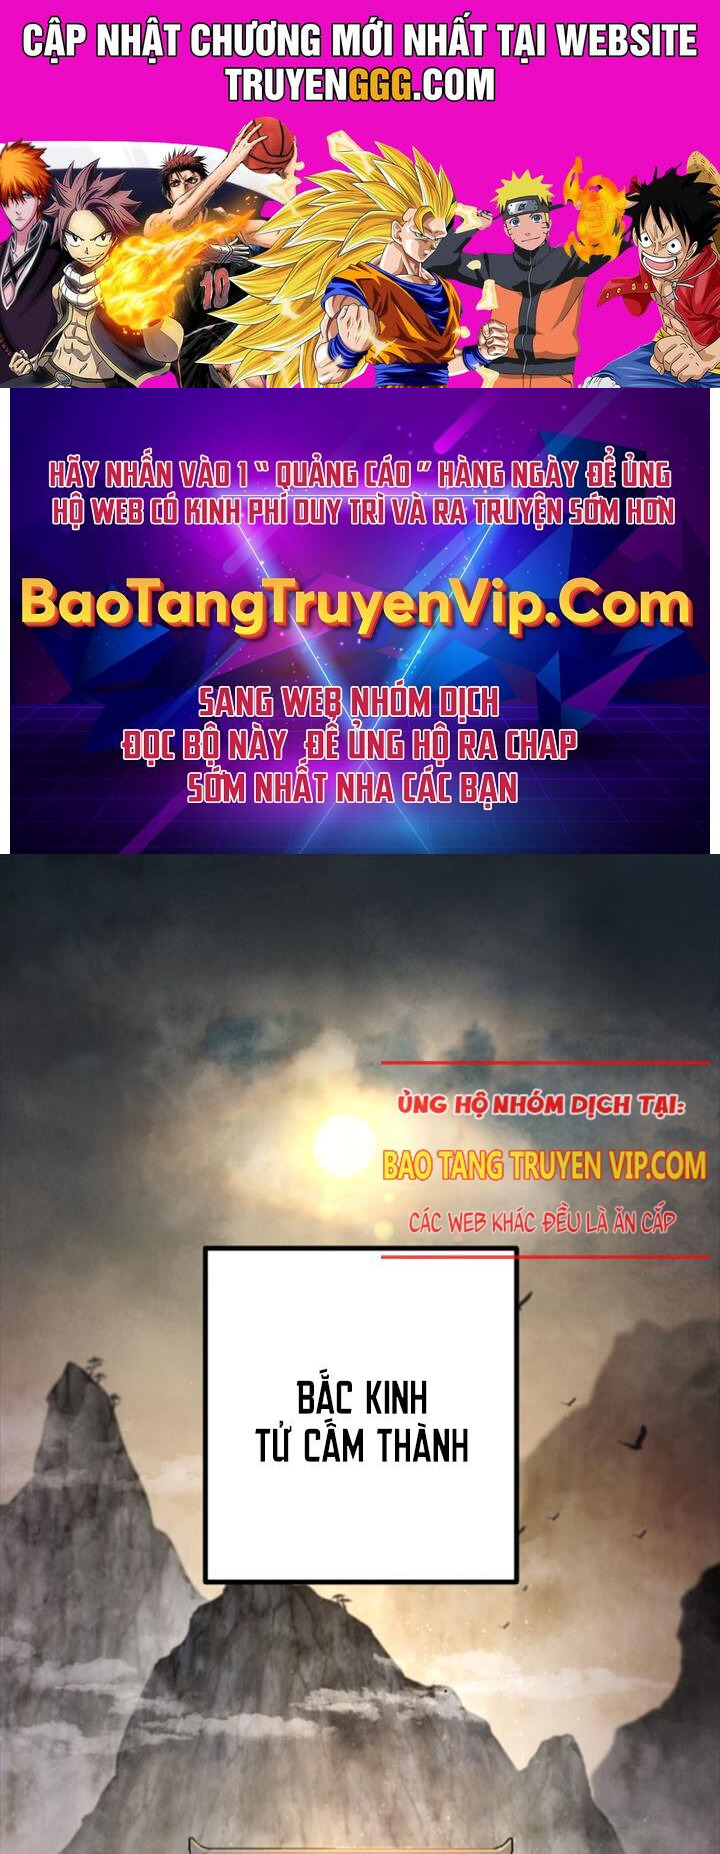 CẬP NHẬT CHƯƠNG MỚI NHẤT TẠI WEBSITE
TRUYENGGG.COM
10
HÃY NHẤN VÀO 1 “ QUẢNG CÁO ” HÀNG NGÀY ĐỂ ỦNG
HỘ WEB CÓ KINH PHÍ DUY TRÌ VÀ RA TRUYỆN SỚM HƠN
BaoTangTruyenVip.Com
SANG WEB NHÓM DỊCH
ĐỌC BỘ NÀY ĐỂ ỦNG HỘ RA CHAP
SỚM NHẤT NHA CÁC BẠN
ỦNG HỘ NHÓM DỊCH TẠI:
BAO TANG TRUYEN VIP.COM
CÁC WEB KHÁC ĐỀU LÀ ĂN CẮP
BẮC KINH
TỬ CẤM THÀNH